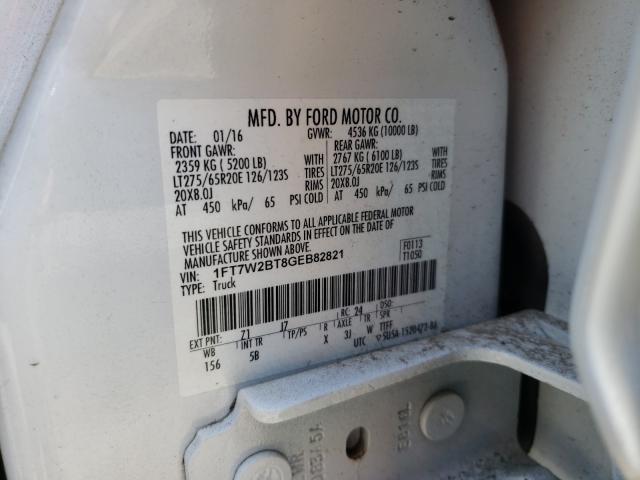 MFD. BY FORD MOTOR CO.
DATE: 01/16 GVWR: 4536 KG (10000 LB)
FRONT GAWR: REAR GAWR:
2359 KG ( 5200 LB) WITH 2767 KG ( 6100 LB) WITH
LT275/65R20E 126/123S TIRES LT275/65R20E 126/123S TIRES
20X8.0J RIMS 20X8.0J RIMS
AT 450 kPa/ 65 PSI COLD AT 450 kPa/ 65 PSI COLD
THIS VEHICLE CONFORMS TO ALL APPLICABLE FEDERAL MOTOR
VEHICLE SAFETY STANDARDS IN EFFECT ON THE DATE OF
MANUFACTURE SHOWN ABOVE.
VIN: 1FT7W2BT8GEB82821 F0113
TYPE: Truck T1050
RC: 24 DSO:
EXT PNT: Z1 J7 R AXLE TR SPR
WB INT TR TP/PS X 3J W TTFF
156 5B UTC